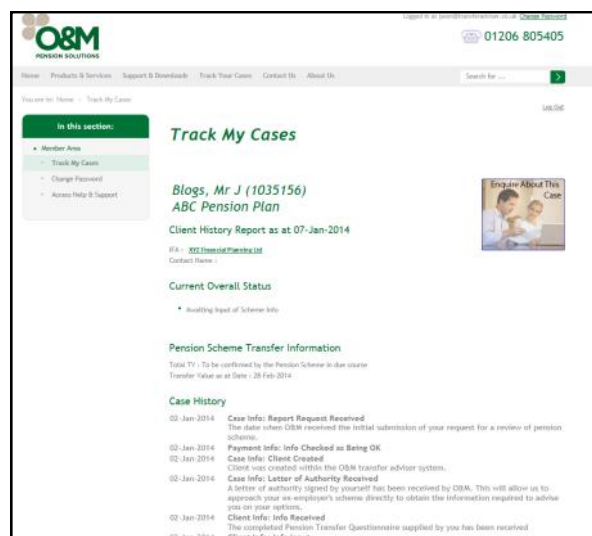 O&M
PENSION SOLUTIONS
Change Password
01206 805405
Home Products & Services Support & Downloads Track Your Cases Contact Us About Us
Search for ...
You are in: Home > Track My Cases
Log Out
In this section:
Member Area
Track My Cases
Change Password
Access Help & Support
Track My Cases
Blogs, Mr J (1035156)
ABC Pension Plan
Enquire About This
Case
Client History Report as at 07-Jan-2014
IFA : XYZ Financial Planning Ltd
Contact Name :
Current Overall Status
Awaiting Input of Scheme Info
Pension Scheme Transfer Information
Total TV : To be confirmed by the Pension Scheme in due course
Transfer Value as at Date : 28-Feb-2014
Case History
02-Jan-2014 Case Info: Report Request Received
The date when O&M received the initial submission of your request for a review of pension
scheme.
02-Jan-2014 Payment Info: Info Checked as Being OK
02-Jan-2014 Case Info: Client Created
Client was created within the O&M transfer advisor system.
02-Jan-2014 Case Info: Letter of Authority Received
A letter of authority signed by yourself has been received by O&M. This will allow us to
approach your ex-employer's scheme directly to obtain the information required to advise
you on your options.
02-Jan-2014 Client Info: Info Received
The completed Pension Transfer Questionnaire supplied by you has been received